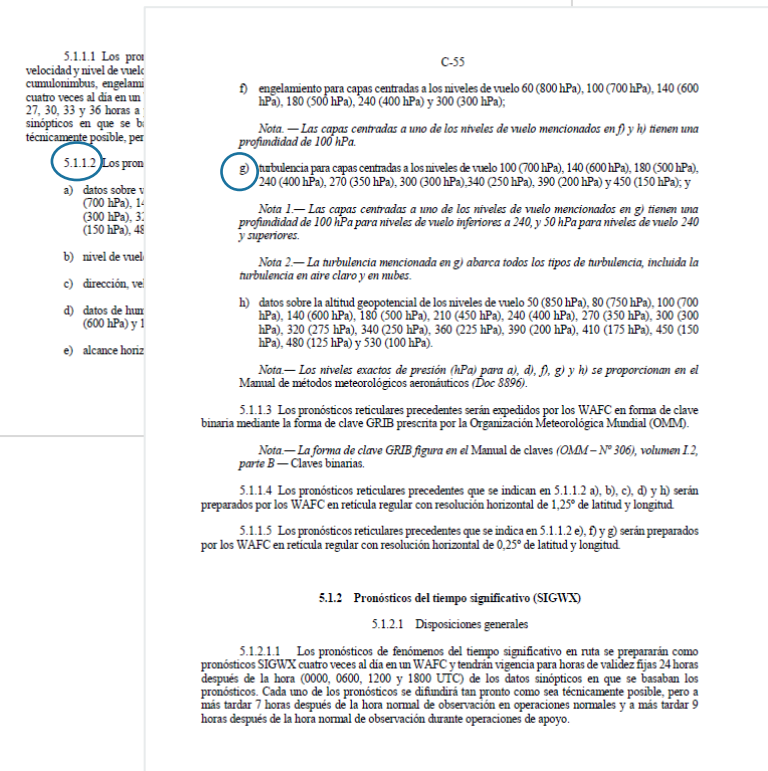 5.1.1.1 Los
velocidad y nivel de vuelo
cumulonimbus,
cuatro veces al día en un
27, 30, 33 y 36 horas a
sinópticos en que se
técnicamente posible,
5.1.1.2 Los
a) datos sobre
(700 hPa),
(300 hPa),
(150 hPa), 48
b) nivel de
c) dirección,
d) datos de
(600 hPa) y 1
e) alcance
C-55
f) engelamiento para capas centradas a los niveles de vuelo 60 (800 hPa), 100 (700 hPa), 140 (600
hPa), 180 (500 hPa), 240 (400 hPa) y 300 (300 hPa);
Nota. — Las capas centradas a uno de los niveles de vuelo mencionados en f) y h) tienen una
profundidad de 100 hPa.
g) turbulencia para capas centradas a los niveles de vuelo 100 (700 hPa), 140 (600 hPa), 180 (500 hPa),
240 (400 hPa), 270 (350 hPa), 300 (300 hPa),340 (250 hPa), 390 (200 hPa) y 450 (150 hPa); y
Nota 1.— Las capas centradas a uno de los niveles de vuelo mencionados en g) tienen una
profundidad de 100 hPa para niveles de vuelo inferiores a 240, y 50 hPa para niveles de vuelo 240
y superiores.
Nota 2.— La turbulencia mencionada en g) abarca todos los tipos de turbulencia, incluida la
turbulencia en aire claro y en nubes.
h) datos sobre la altitud geopotencial de los niveles de vuelo 50 (850 hPa), 80 (750 hPa), 100 (700
hPa), 140 (600 hPa), 180 (500 hPa), 210 (450 hPa), 240 (400 hPa), 270 (350 hPa), 300 (300
hPa), 320 (275 hPa), 340 (250 hPa), 360 (225 hPa), 390 (200 hPa), 410 (175 hPa), 450 (150
hPa), 480 (125 hPa) y 530 (100 hPa).
Nota.— Los niveles exactos de presión (hPa) para a), d), f), g) y h) se proporcionan en el
Manual de métodos meteorológicos aeronáuticos (Doc 8896).
5.1.1.3 Los pronósticos reticulares precedentes serán expedidos por los WAFC en forma de clave
binaria mediante la forma de clave GRIB prescrita por la Organización Meteorológica Mundial (OMM).
Nota.— La forma de clave GRIB figura en el Manual de claves (OMM – Nº 306), volumen I.2,
parte B — Claves binarias.
5.1.1.4 Los pronósticos reticulares precedentes que se indican en 5.1.1.2 a), b), c), d) y h) serán
preparados por los WAFC en retícula regular con resolución horizontal de 1,25° de latitud y longitud.
5.1.1.5 Los pronósticos reticulares precedentes que se indica en 5.1.1.2 e), f) y g) serán preparados
por los WAFC en retícula regular con resolución horizontal de 0,25° de latitud y longitud.
5.1.2 Pronósticos del tiempo significativo (SIGWX)
5.1.2.1 Disposiciones generales
5.1.2.1.1 Los pronósticos de fenómenos del tiempo significativo en ruta se prepararán como
pronósticos SIGWX cuatro veces al día en un WAFC y tendrán vigencia para horas de validez fijas 24 horas
después de la hora (0000, 0600, 1200 y 1800 UTC) de los datos sinópticos en que se basaban los
pronósticos. Cada uno de los pronósticos se difundirá tan pronto como sea técnicamente posible, pero a
más tardar 7 horas después de la hora normal de observación en operaciones normales y a más tardar 9
horas después de la hora normal de observación durante operaciones de apoyo.